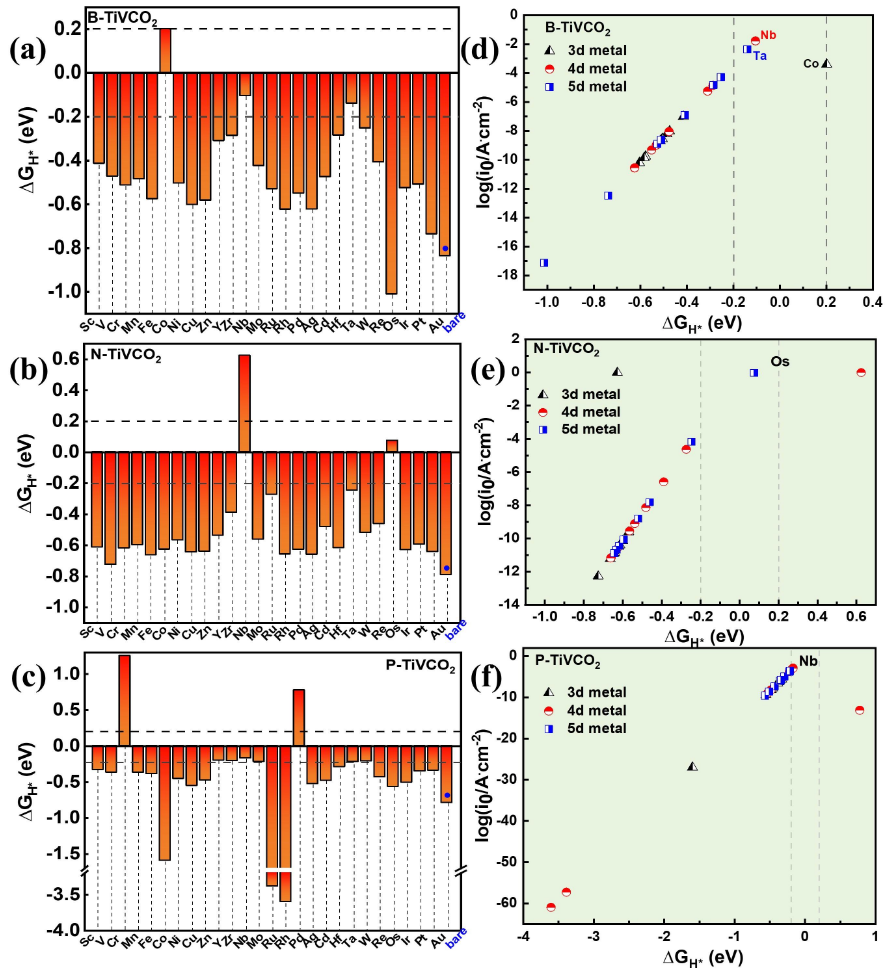 (a)
B-TiVCO2
ΔGH* (eV)
0.2
0.0
-0.2
-0.4
-0.6
-0.8
-1.0
Sc V Cr Mn Fe Co Ni Cu Zn Y Zr Nb Mo Ru Rh Pd Ag Cd Hf Ta W Re Os Ir Pt Au bare
(d)
B-TiVCO2
3d metal
4d metal
5d metal
Nb
Ta
Co
log(i0/A·cm-2)
0
-2
-4
-6
-8
-10
-12
-14
-16
-18
-1.0 -0.8 -0.6 -0.4 -0.2 0.0 0.2 0.4
ΔGH* (eV)
(b)
N-TiVCO2
ΔGH* (eV)
0.6
0.4
0.2
0.0
-0.2
-0.4
-0.6
-0.8
-1.0
Sc V Cr Mn Fe Co Ni Cu Zn Y Zr Nb Mo Ru Rh Pd Ag Cd Hf Ta W Re Os Ir Pt Au bare
(e)
N-TiVCO2
Os
3d metal
4d metal
5d metal
log(i0/A·cm-2)
2
0
-2
-4
-6
-8
-10
-12
-14
-1.0 -0.8 -0.6 -0.4 -0.2 0.0 0.2 0.4 0.6
ΔGH* (eV)
(c)
P-TiVCO2
ΔGH* (eV)
1.0
0.5
0.0
-0.5
-1.0
-1.5
-3.5
-4.0
Sc V Cr Mn Fe Co Ni Cu Zn Y Zr Nb Mo Ru Rh Pd Ag Cd Hf Ta W Re Os Ir Pt Au bare
(f)
P-TiVCO2
Nb
3d metal
4d metal
5d metal
log(i0/A·cm-2)
0
-10
-20
-30
-40
-50
-60
-4 -3 -2 -1 0 1
ΔGH* (eV)